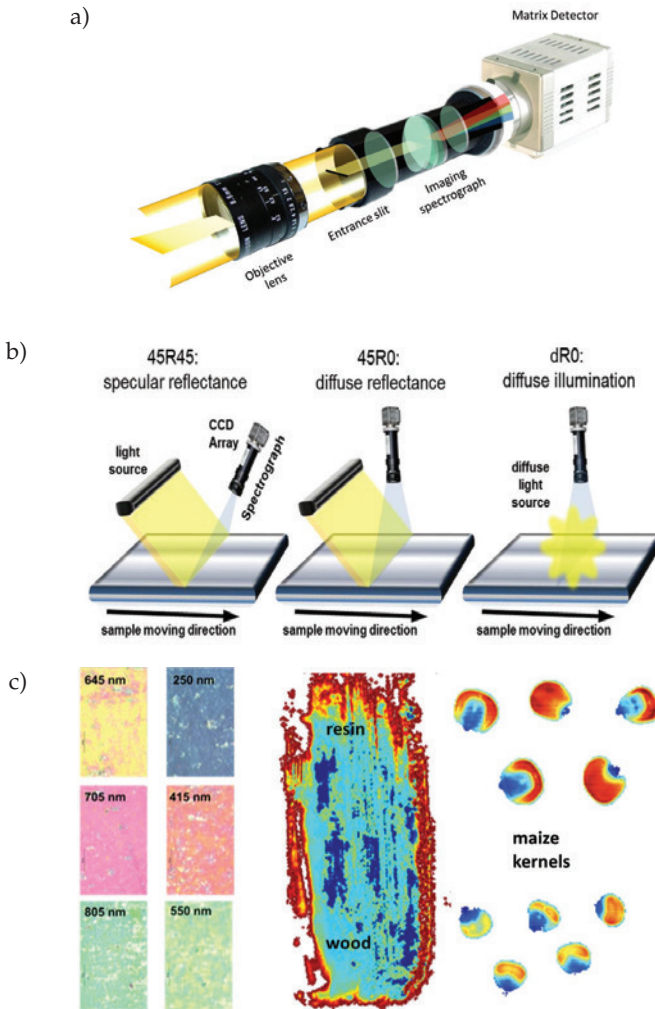 a)
Matrix Detector
Imaging
spectrograph
Entrance slit
Objective
lens
b)
45R45:
specular reflectance
45R0:
diffuse reflectance
dR0:
diffuse illumination
light
source
CCD
Array
Spectrograph
diffuse
light
source
sample moving direction
sample moving direction
sample moving direction
c)
645 nm
250 nm
705 nm
415 nm
805 nm
550 nm
resin
wood
maize
kernels